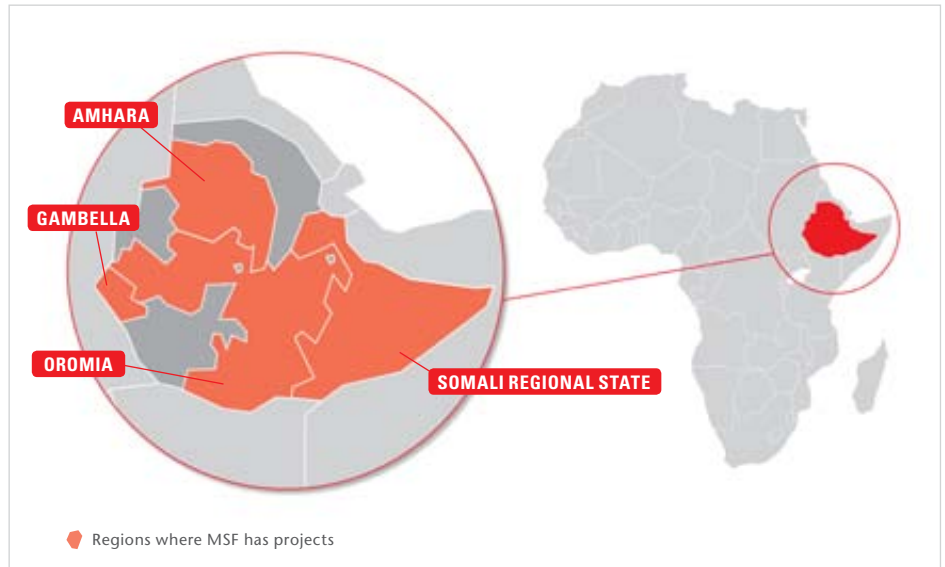 AMHARA
GAMBELLA
OROMIA
SOMALI REGIONAL STATE
Regions where MSF has projects